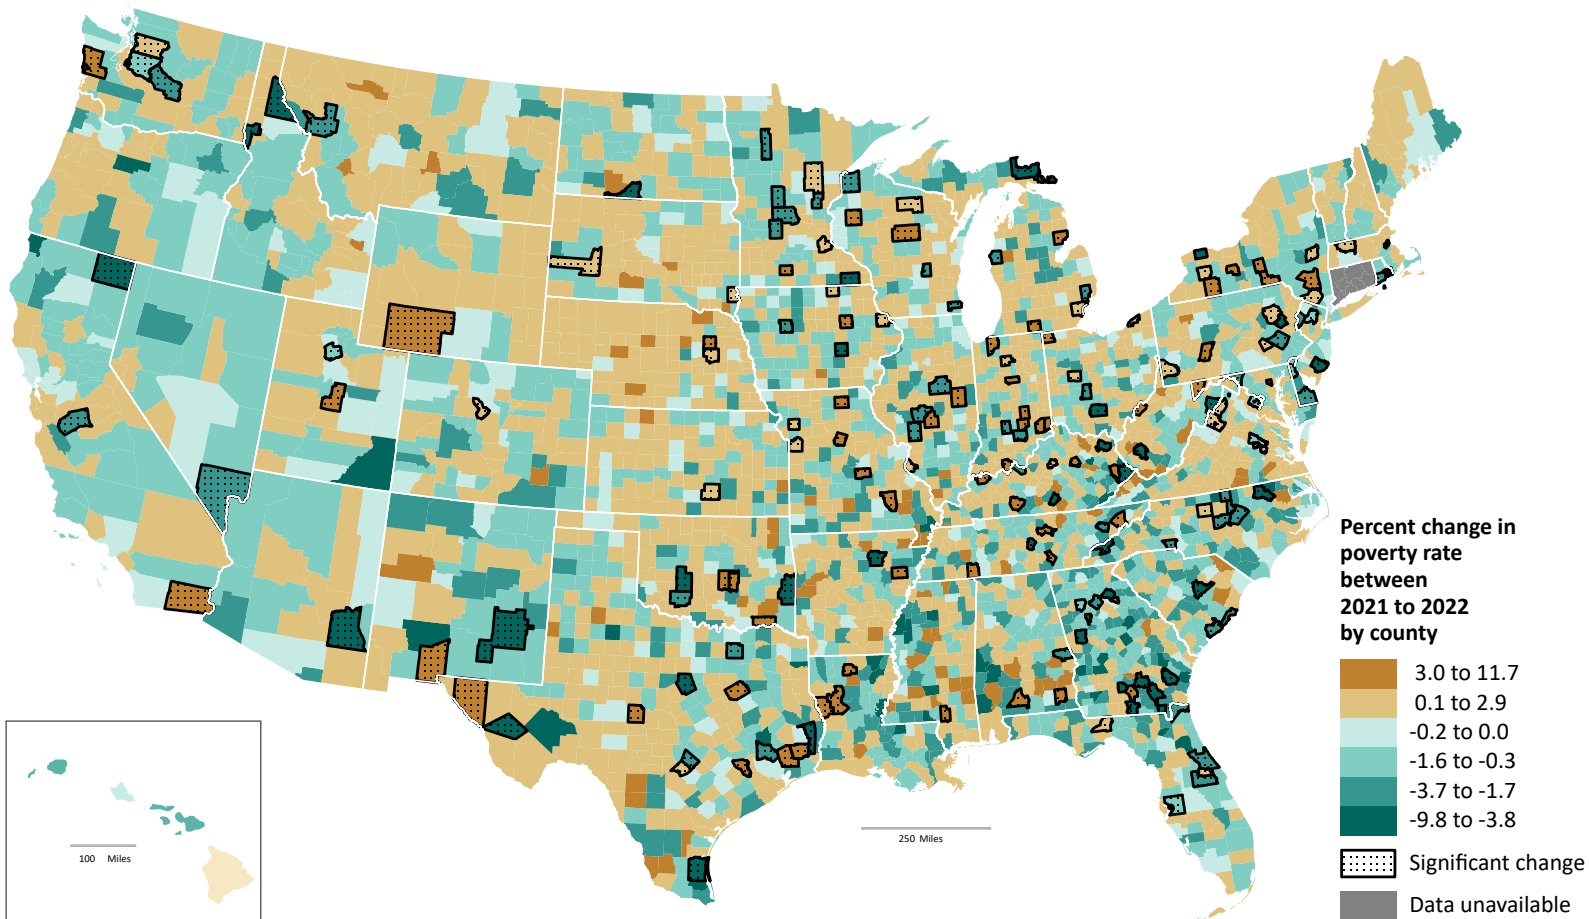 Percent change in
poverty rate
between
2021 to 2022
by county
3.0 to 11.7
0.1 to 2.9
-0.2 to 0.0
-1.6 to -0.3
-3.7 to -1.7
-9.8 to -3.8
Significant change
Data unavailable
250 Miles
100 Miles